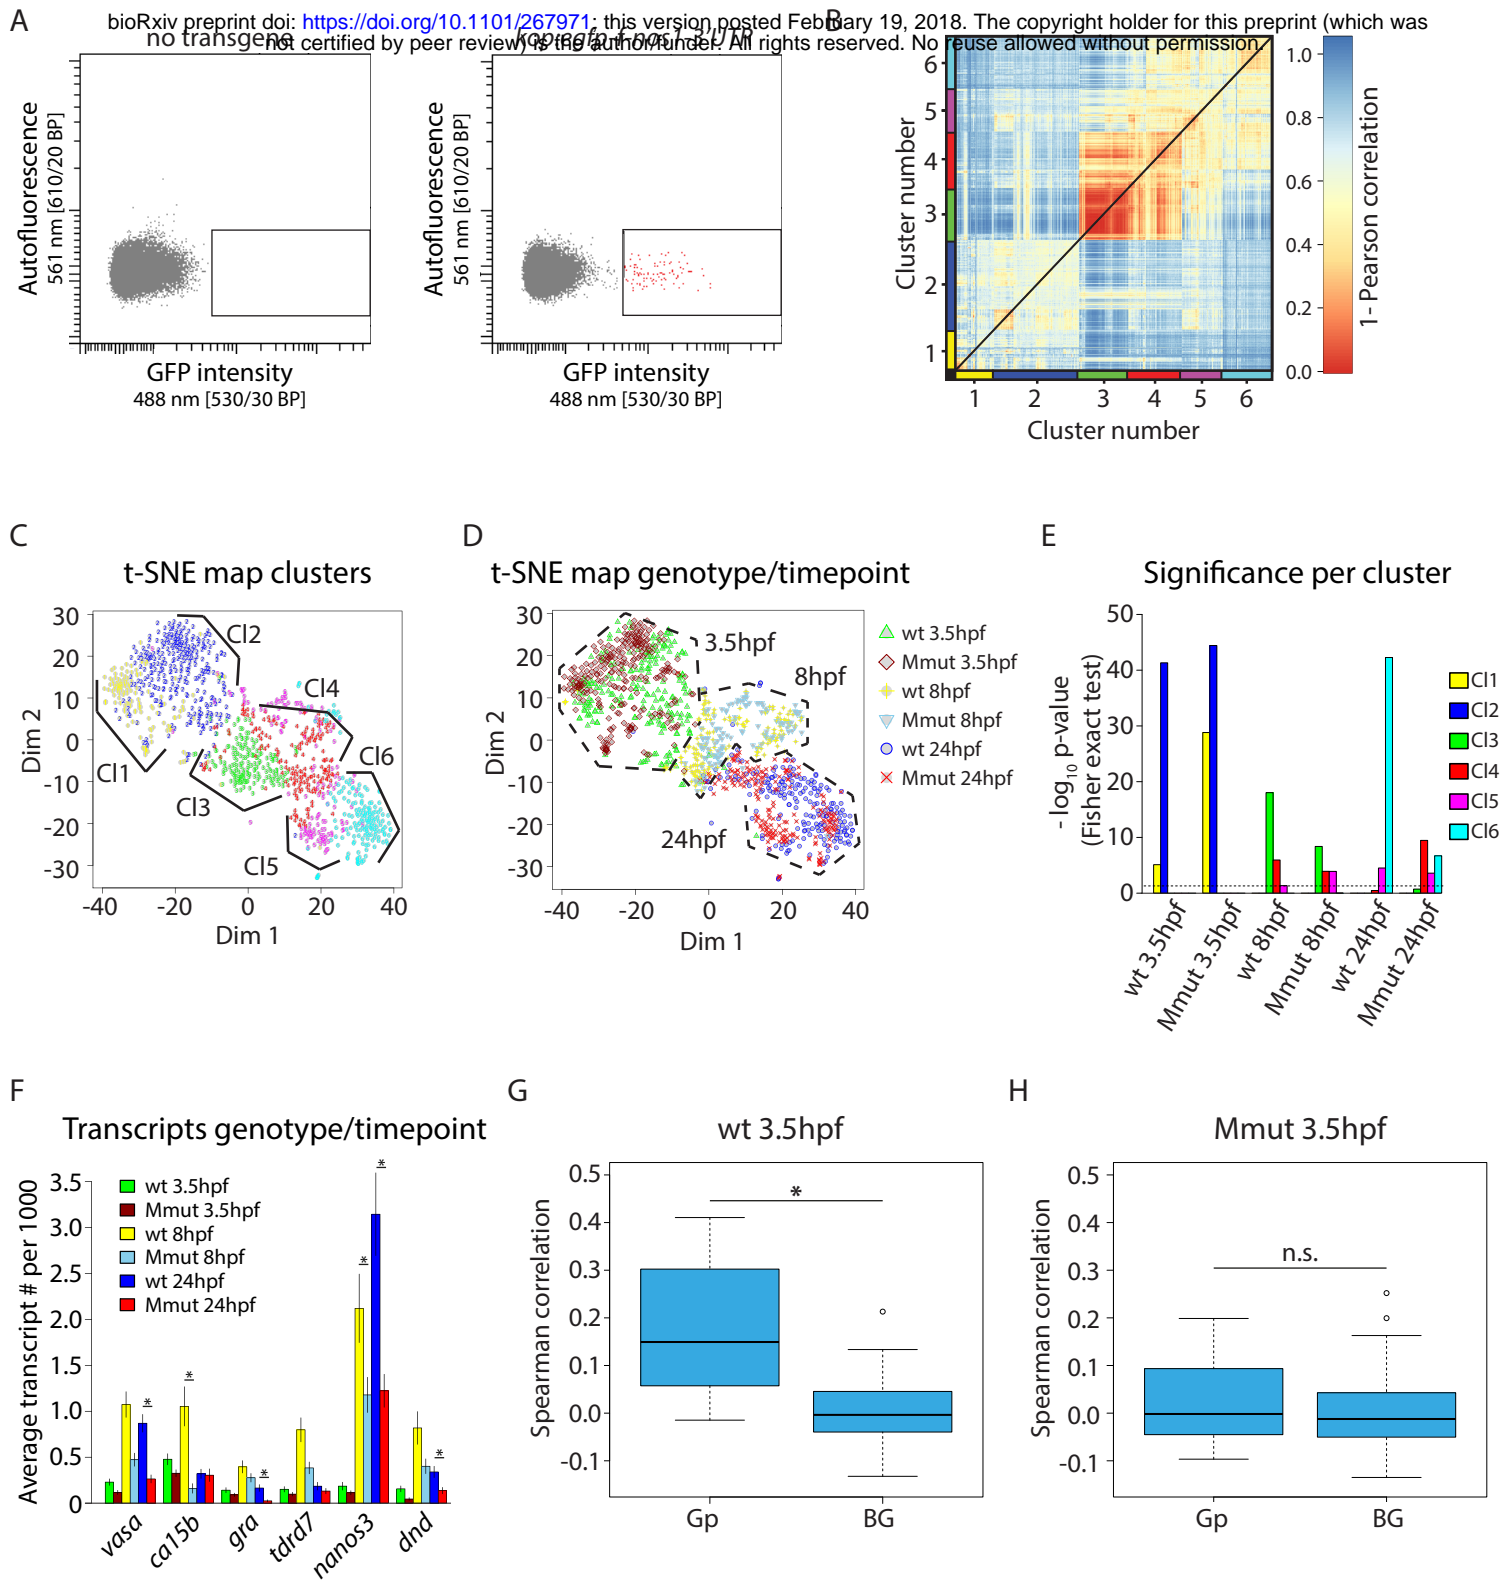 bioRxiv preprint doi: https://doi.org/10.1101/267971; this version posted February 19, 2018. The copyright holder for this preprint (which was
not certified by peer review) is the author/funder. All rights reserved. No reuse allowed without permission.
A
no transgene
kop-egfp-f-nos1-3'UTR
Autofluorescence
561 nm [610/20 BP]
GFP intensity
488 nm [530/30 BP]
Autofluorescence
561 nm [610/20 BP]
GFP intensity
488 nm [530/30 BP]
B
Cluster number
6
5
4
3
2
1
1 2 3 4 5 6
Cluster number
1.0
0.8
0.6
0.4
0.2
0.0
1- Pearson correlation
C
t-SNE map clusters
Dim 2
30
20
10
0
-10
-20
-30
Cl2
Cl4
Cl6
Cl1
Cl3
Cl5
-40 -20 0 20 40
Dim 1
D
t-SNE map genotype/timepoint
Dim 2
30
20
10
0
-10
-20
-30
3.5hpf
8hpf
24hpf
-40 -20 0 20 40
Dim 1
wt 3.5hpf
Mmut 3.5hpf
wt 8hpf
Mmut 8hpf
wt 24hpf
Mmut 24hpf
E
Significance per cluster
- log10 p-value
(Fisher exact test)
50
40
30
20
10
0
wt 3.5hpf
Mmut 3.5hpf
wt 8hpf
Mmut 8hpf
wt 24hpf
Mmut 24hpf
Cl1
Cl2
Cl3
Cl4
Cl5
Cl6
F
Transcripts genotype/timepoint
Average transcript # per 1000
3.5
3.0
2.5
2.0
1.5
1.0
0.5
0
wt 3.5hpf
Mmut 3.5hpf
wt 8hpf
Mmut 8hpf
wt 24hpf
Mmut 24hpf
*
*
*
*
*
*
vasa
ca15b
gra
tdrd7
nanos3
dnd
G
wt 3.5hpf
Spearman correlation
0.5
0.4
0.3
0.2
0.1
0.0
-0.1
*
Gp BG
H
Mmut 3.5hpf
Spearman correlation
0.5
0.4
0.3
0.2
0.1
0.0
-0.1
n.s.
Gp BG